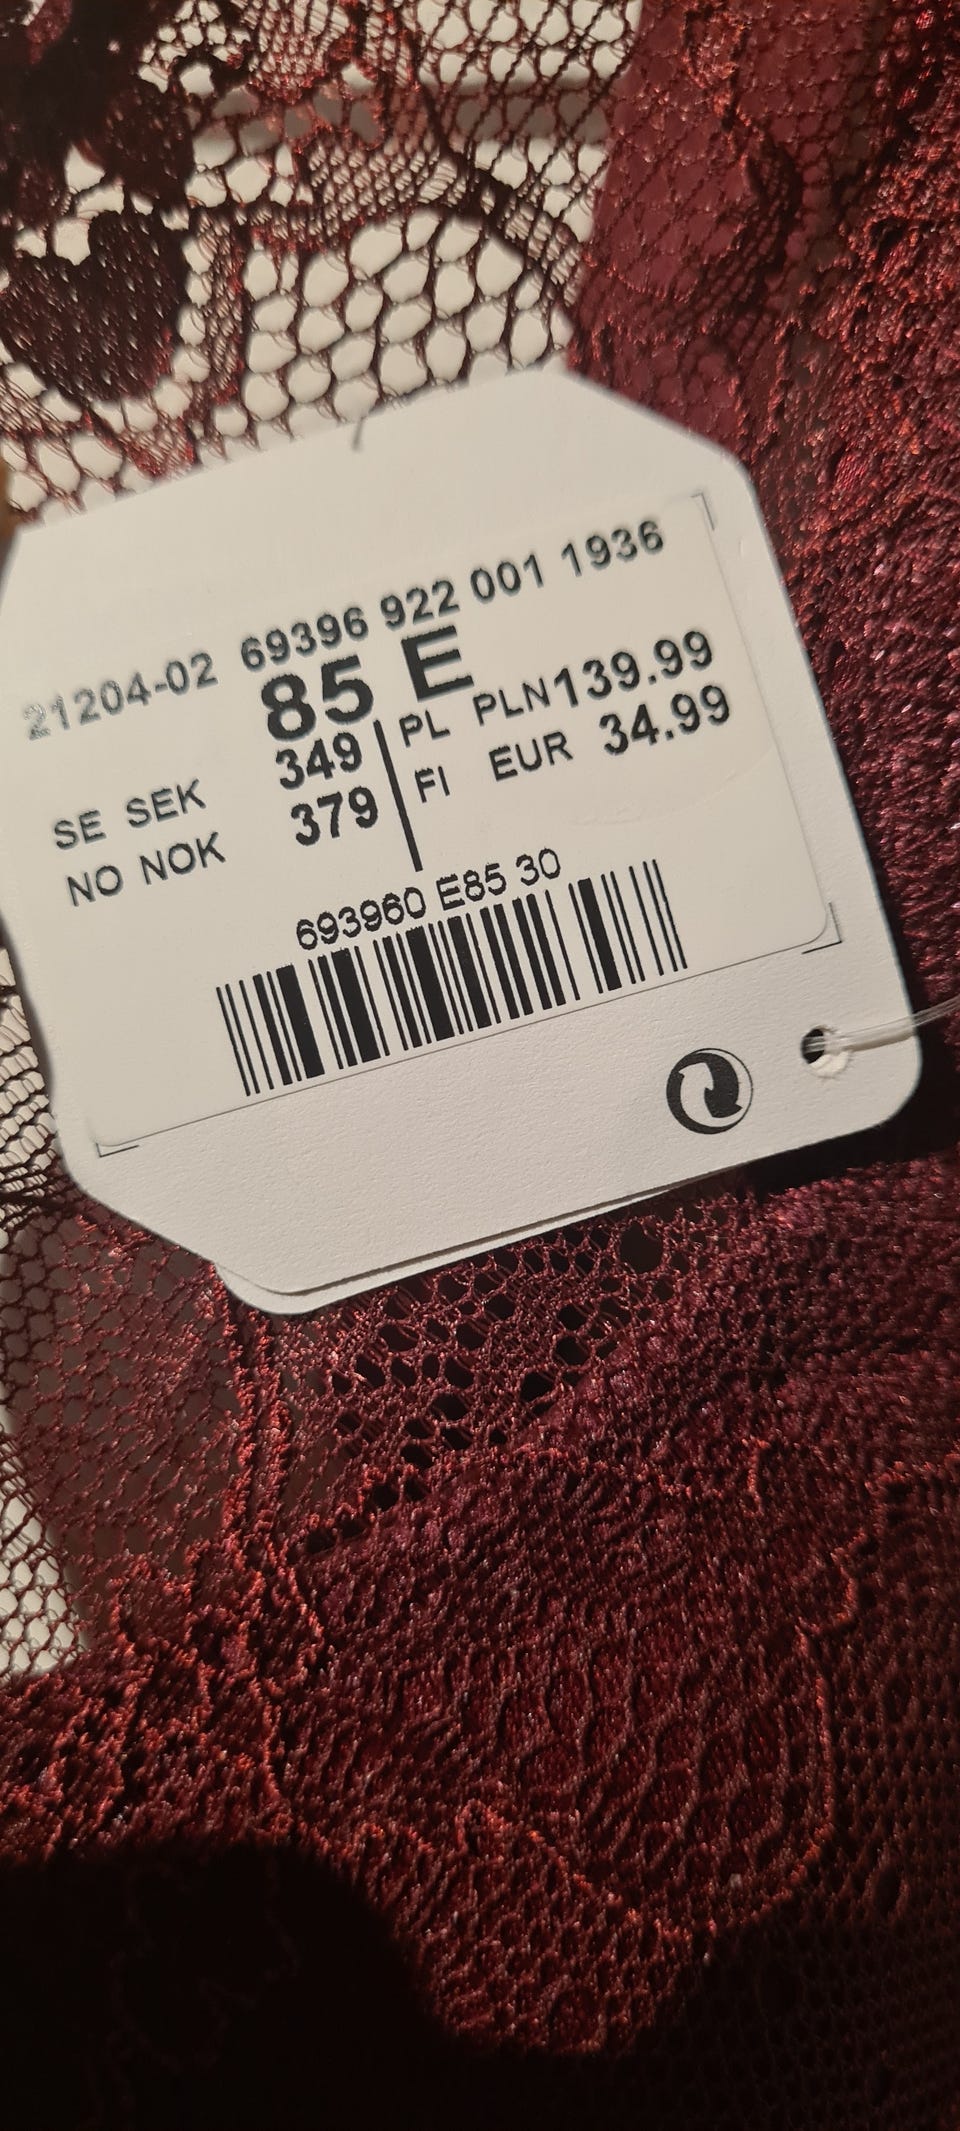 21204-02 69396 922 001 1936
85 E
SE SEK 349 PL PLN139.99
NO NOK 379 FI EUR 34.99
693960 E85 30